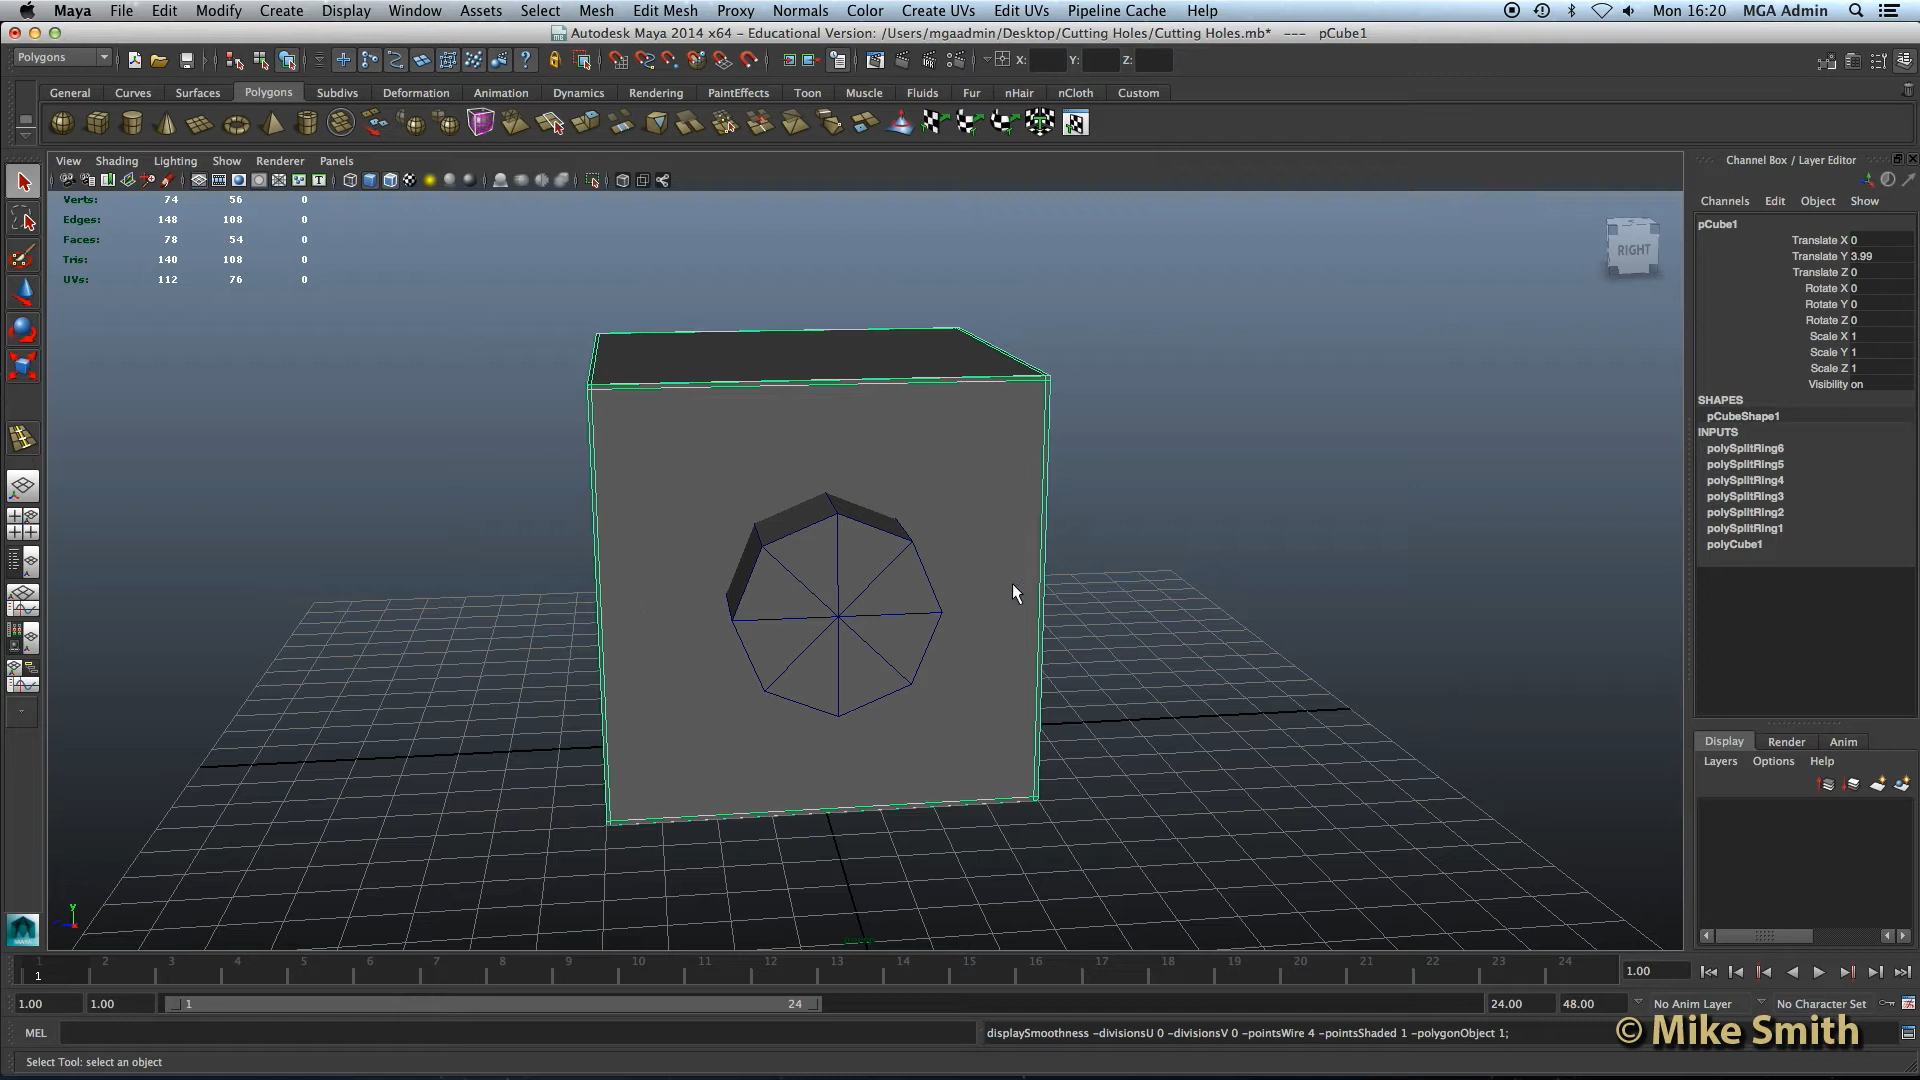 Maya File Edit Modify Create Display Window Assets Select Mesh Edit Mesh Proxy Normals Color Create UVs Edit UVs Pipeline Cache Help Mon 16:20 MGA Admin
Autodesk Maya 2014 x64 - Educational Version: /Users/mgaadmin/Desktop/Cutting Holes/Cutting Holes.mb* --- pCube1
Polygons X: Y: Z:
General Curves Surfaces Polygons Subdivs Deformation Animation Dynamics Rendering PaintEffects Toon Muscle Fluids Fur nHair nCloth Custom
View Shading Lighting Show Renderer Panels
Verts: 74 56 0
Edges: 148 108 0
Faces: 78 54 0
Tris: 140 108 0
UVs: 112 76 0
RIGHT
y
Channel Box / Layer Editor
Channels Edit Object Show
pCube1
Translate X 0
Translate Y 3.99
Translate Z 0
Rotate X 0
Rotate Y 0
Rotate Z 0
Scale X 1
Scale Y 1
Scale Z 1
Visibility on
SHAPES
pCubeShape1
INPUTS
polySplitRing6
polySplitRing5
polySplitRing4
polySplitRing3
polySplitRing2
polySplitRing1
polyCube1
Display Render Anim
Layers Options Help
1 2 3 4 5 6 7 8 9 10 11 12 13 14 15 16 17 18 19 20 21 22 23 24
1 1.00
1.00 1.00 1 24 24.00 48.00 No Anim Layer No Character Set
MEL displaySmoothness -divisionsU 0 -divisionsV 0 -pointsWire 4 -pointsShaded 1 -polygonObject 1;
© Mike Smith
Select Tool: select an object